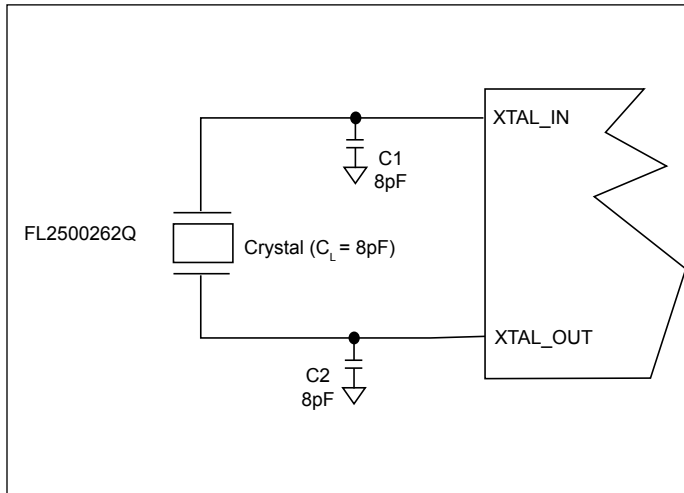 XTAL_IN
C1
8pF
FL2500262Q
Crystal (C_L = 8pF)
XTAL_OUT
C2
8pF